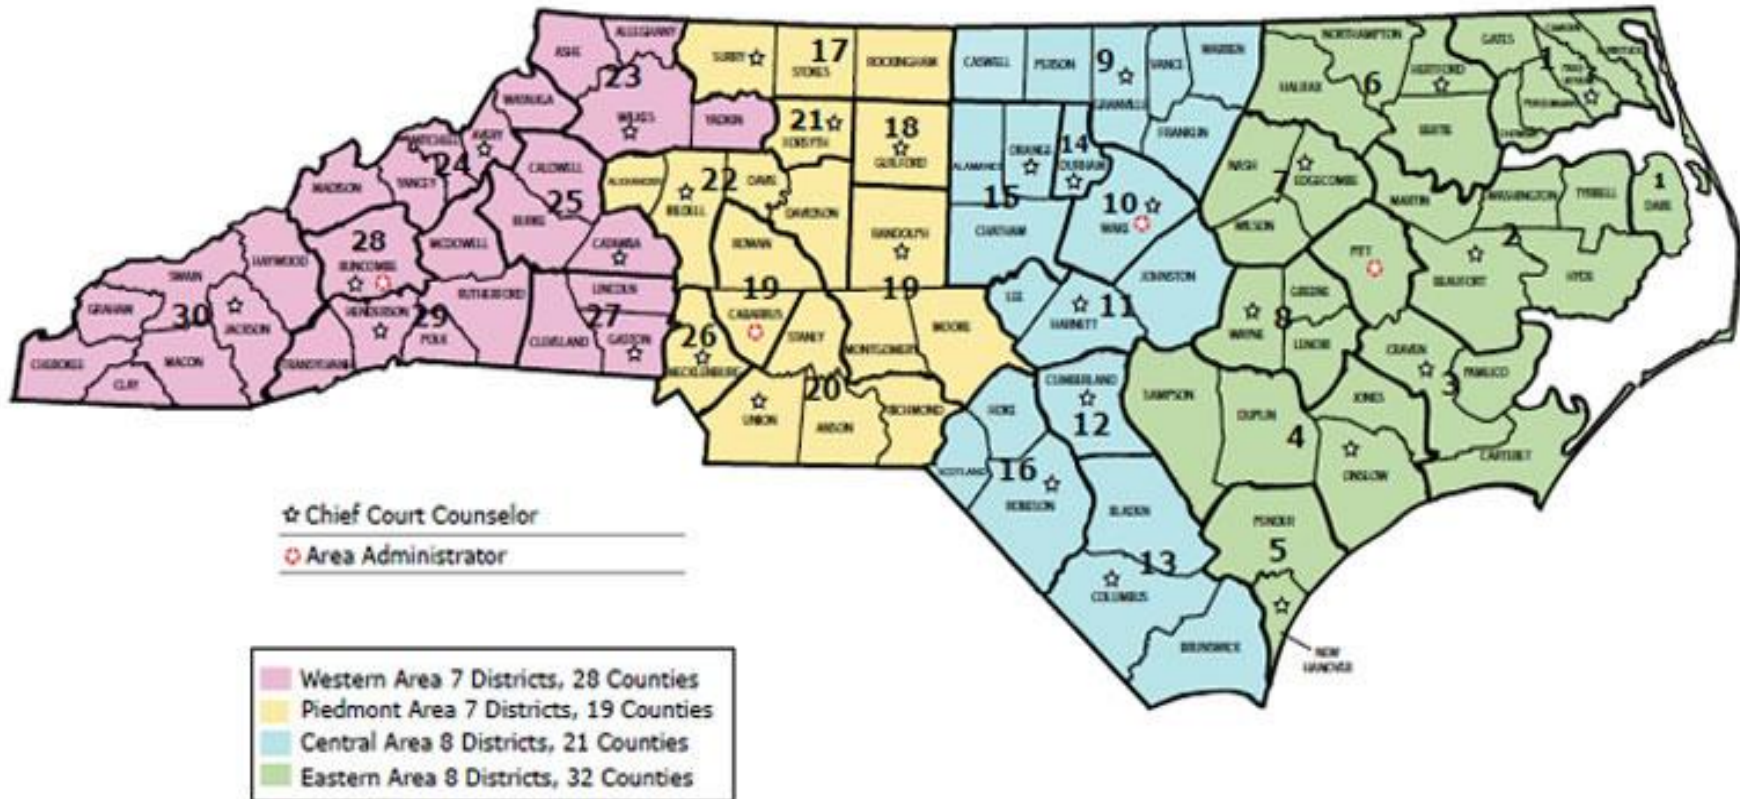 ALLEGHANY
ASHE
23
WATAUGA
WILKES
YADKIN
SURRY
17
STOKES
ROCKINGHAM
CASWELL
PERSON
9
GRANVILLE
VANCE
WARREN
NORTHAMPTON
GATES
1
HALIFAX
6
HERTFORD
BERTIE
MITCHELL
AVERY
24
YANCEY
MADISON
CALDWELL
25
BURKE
CATAWBA
ALEXANDER
22
IREDELL
DAVIE
DAVIDSON
ROWAN
21
FORSYTH
18
GUILFORD
RANDOLPH
ALAMANCE
ORANGE
14
DURHAM
15
CHATHAM
FRANKLIN
10
WAKE
NASH
7
EDGECOMBE
WILSON
MARTIN
WASHINGTON
TYRRELL
1
DARE
28
BUNCOMBE
MCDOWELL
HAYWOOD
SWAIN
GRAHAM
30
JACKSON
CHEROKEE
CLAY
MACON
HENDERSON
29
POLK
RUTHERFORD
TRANSYLVANIA
CLEVELAND
LINCOLN
27
GASTON
26
MECKLENBURG
19
CABARRUS
STANLY
19
MONTGOMERY
MOORE
20
UNION
ANSON
RICHMOND
LEE
HARNETT
11
JOHNSTON
PITT
BEAUFORT
2
HYDE
WAYNE
8
GREENE
LENOIR
CRAVEN
3
PAMLICO
JONES
CARTERET
ONSLOW
CUMBERLAND
12
HOKE
SCOTLAND
16
ROBESON
SAMPSON
DUPLIN
4
BLADEN
13
COLUMBUS
BRUNSWICK
PENDER
5
NEW
HANOVER
Chief Court Counselor
Area Administrator
Western Area 7 Districts, 28 Counties
Piedmont Area 7 Districts, 19 Counties
Central Area 8 Districts, 21 Counties
Eastern Area 8 Districts, 32 Counties